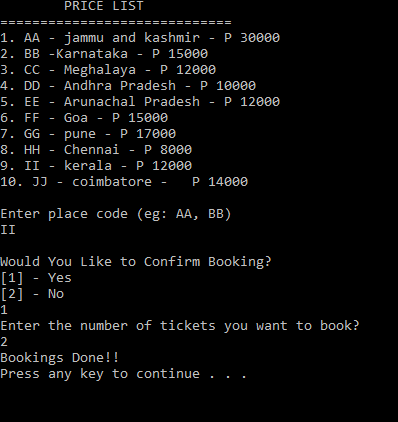 PRICE LIST
=============================
1. AA - jammu and kashmir - P 30000
2. BB -Karnataka - P 15000
3. CC - Meghalaya - P 12000
4. DD - Andhra Pradesh - P 10000
5. EE - Arunachal Pradesh - P 12000
6. FF - Goa - P 15000
7. GG - pune - P 17000
8. HH - Chennai - P 8000
9. II - kerala - P 12000
10. JJ - coimbatore -   P 14000
Enter place code (eg: AA, BB)
II
Would You Like to Confirm Booking?
[1] - Yes
[2] - No
1
Enter the number of tickets you want to book?
2
Bookings Done!!
Press any key to continue . . .